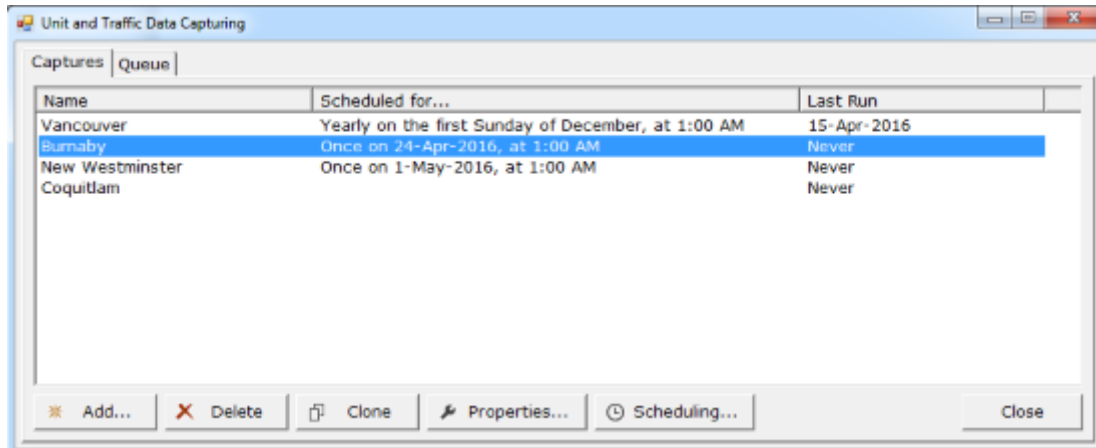 Unit and Traffic Data Capturing
Captures Queue
Name Scheduled for... Last Run
Vancouver Yearly on the first Sunday of December, at 1:00 AM 15-Apr-2016
Burnaby Once on 24-Apr-2016, at 1:00 AM Never
New Westminster Once on 1-May-2016, at 1:00 AM Never
Coquitlam Never
Add... Delete Clone Properties... Scheduling... Close